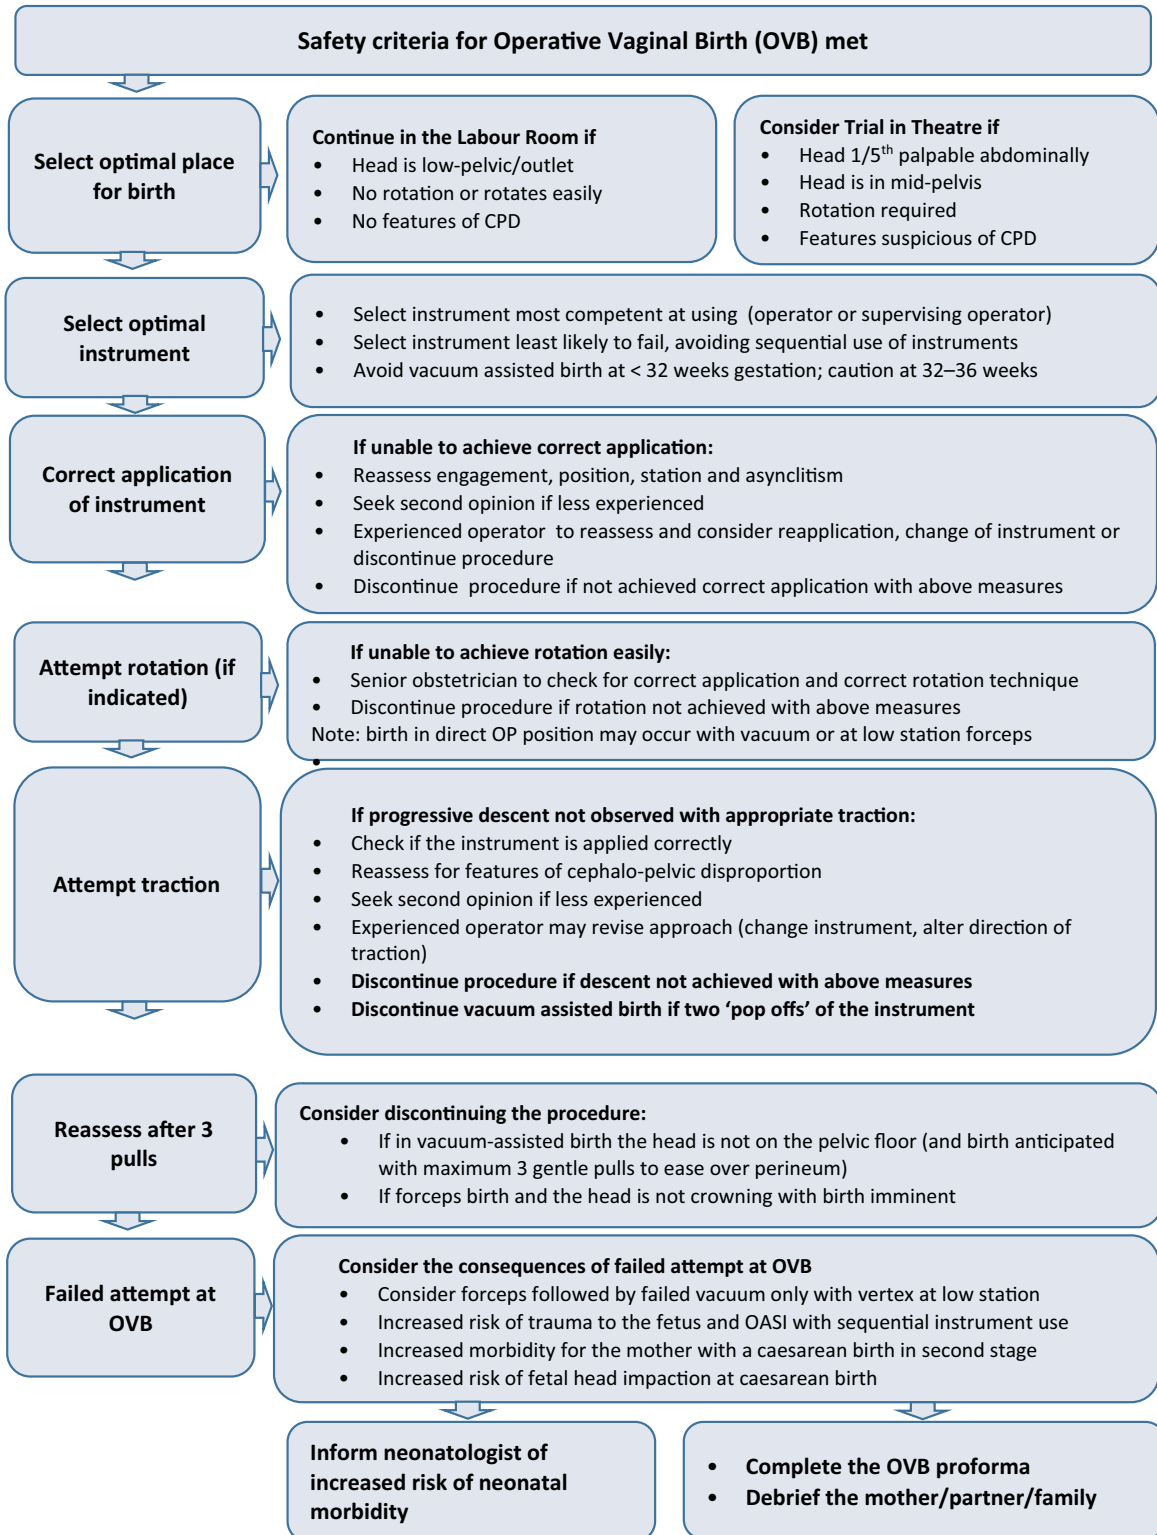 Safety criteria for Operative Vaginal Birth (OVB) met
Select optimal place
for birth
Continue in the Labour Room if
• Head is low-pelvic/outlet
• No rotation or rotates easily
• No features of CPD
Consider Trial in Theatre if
• Head 1/5th palpable abdominally
• Head is in mid-pelvis
• Rotation required
• Features suspicious of CPD
Select optimal
instrument
• Select instrument most competent at using (operator or supervising operator)
• Select instrument least likely to fail, avoiding sequential use of instruments
• Avoid vacuum assisted birth at < 32 weeks gestation; caution at 32–36 weeks
Correct application
of instrument
If unable to achieve correct application:
• Reassess engagement, position, station and asynclitism
• Seek second opinion if less experienced
• Experienced operator to reassess and consider reapplication, change of instrument or
discontinue procedure
• Discontinue procedure if not achieved correct application with above measures
Attempt rotation (if
indicated)
If unable to achieve rotation easily:
• Senior obstetrician to check for correct application and correct rotation technique
• Discontinue procedure if rotation not achieved with above measures
Note: birth in direct OP position may occur with vacuum or at low station forceps
•
Attempt traction
If progressive descent not observed with appropriate traction:
• Check if the instrument is applied correctly
• Reassess for features of cephalo-pelvic disproportion
• Seek second opinion if less experienced
• Experienced operator may revise approach (change instrument, alter direction of
traction)
• Discontinue procedure if descent not achieved with above measures
• Discontinue vacuum assisted birth if two ‘pop offs’ of the instrument
Reassess after 3
pulls
Consider discontinuing the procedure:
• If in vacuum-assisted birth the head is not on the pelvic floor (and birth anticipated
with maximum 3 gentle pulls to ease over perineum)
• If forceps birth and the head is not crowning with birth imminent
Failed attempt at
OVB
Consider the consequences of failed attempt at OVB
• Consider forceps followed by failed vacuum only with vertex at low station
• Increased risk of trauma to the fetus and OASI with sequential instrument use
• Increased morbidity for the mother with a caesarean birth in second stage
• Increased risk of fetal head impaction at caesarean birth
Inform neonatologist of
increased risk of neonatal
morbidity
• Complete the OVB proforma
• Debrief the mother/partner/family